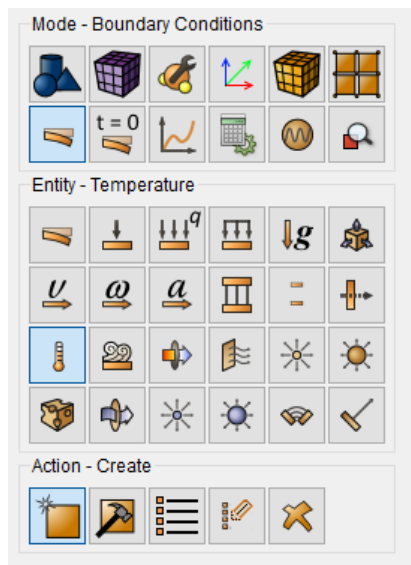 Mode - Boundary Conditions
t = 0
Entity - Temperature
q
g
υ ω a
Action - Create